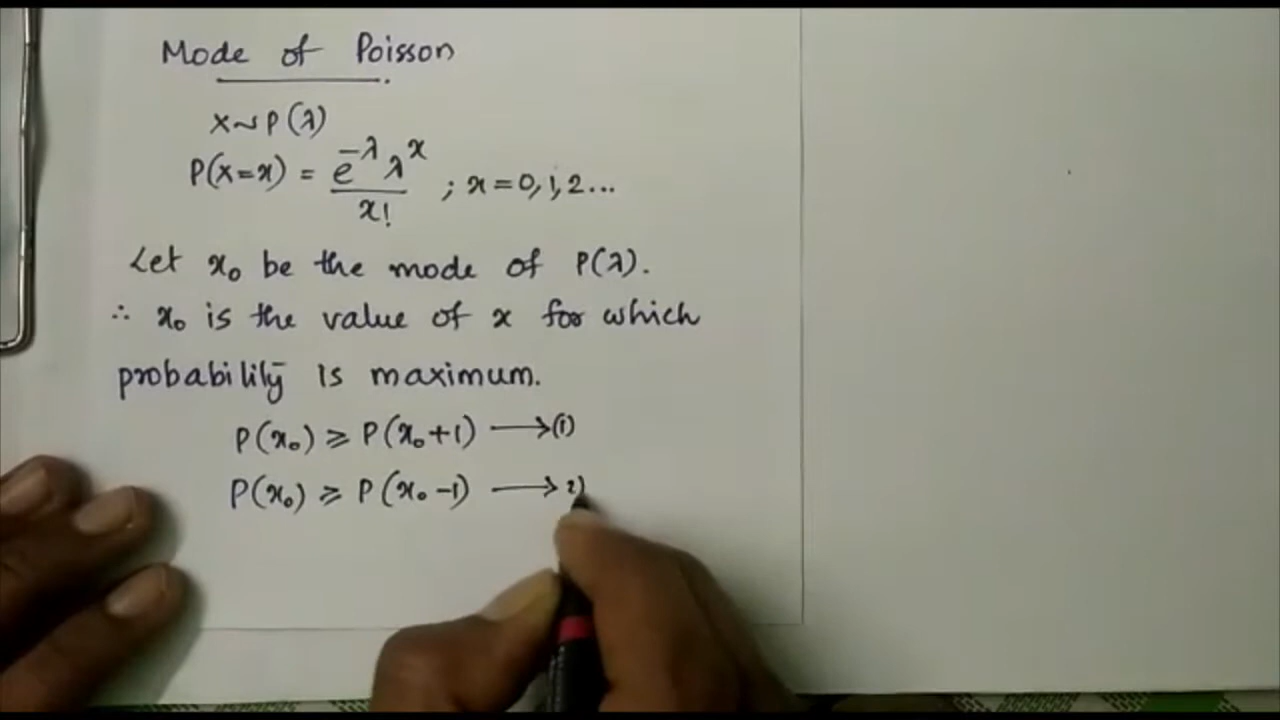 Mode of Poisson
X~P(λ)
P(X=x) = e^{-λ} λ^x / x! ; x=0,1,2...
Let x₀ be the mode of P(λ).
∴ x₀ is the value of x for which
probability is maximum.
P(x₀) ⩾ P(x₀+1) ⟶(1)
P(x₀) ⩾ P(x₀-1) ⟶2)